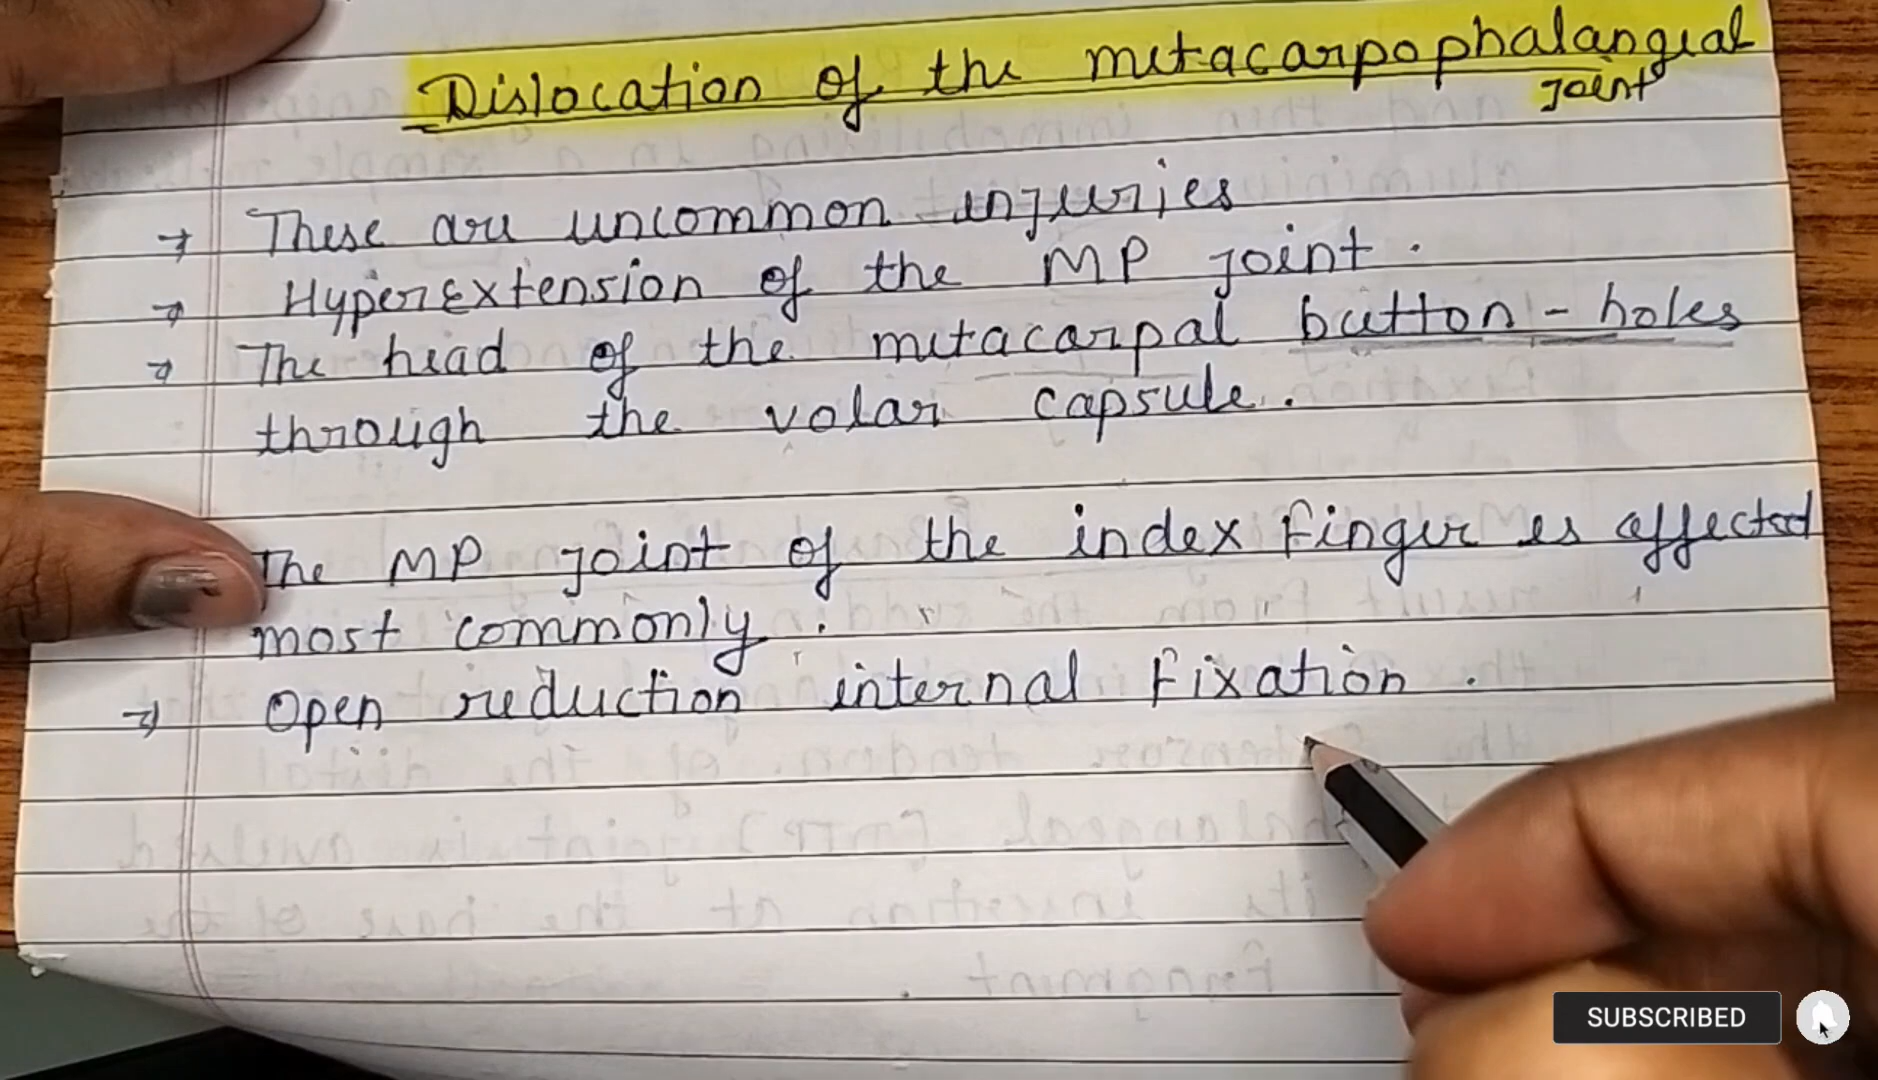 Dislocation of the metacarpophalangeal
joint
→ These are uncommon injuries
→ Hyperextension of the MP joint.
→ The head of the metacarpal button-holes
through the volar capsule.
The MP joint of the index finger is affected
most commonly.
→ Open reduction internal fixation.
SUBSCRIBED